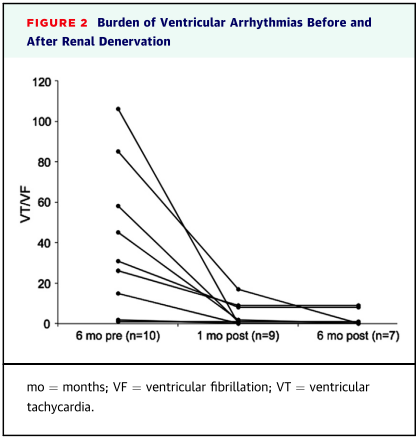 FIGURE 2 Burden of Ventricular Arrhythmias Before and
After Renal Denervation
120
100
80
60
40
20
0
VT/VF
6 mo pre (n=10) 1 mo post (n=9) 6 mo post (n=7)
mo = months; VF = ventricular fibrillation; VT = ventricular
tachycardia.